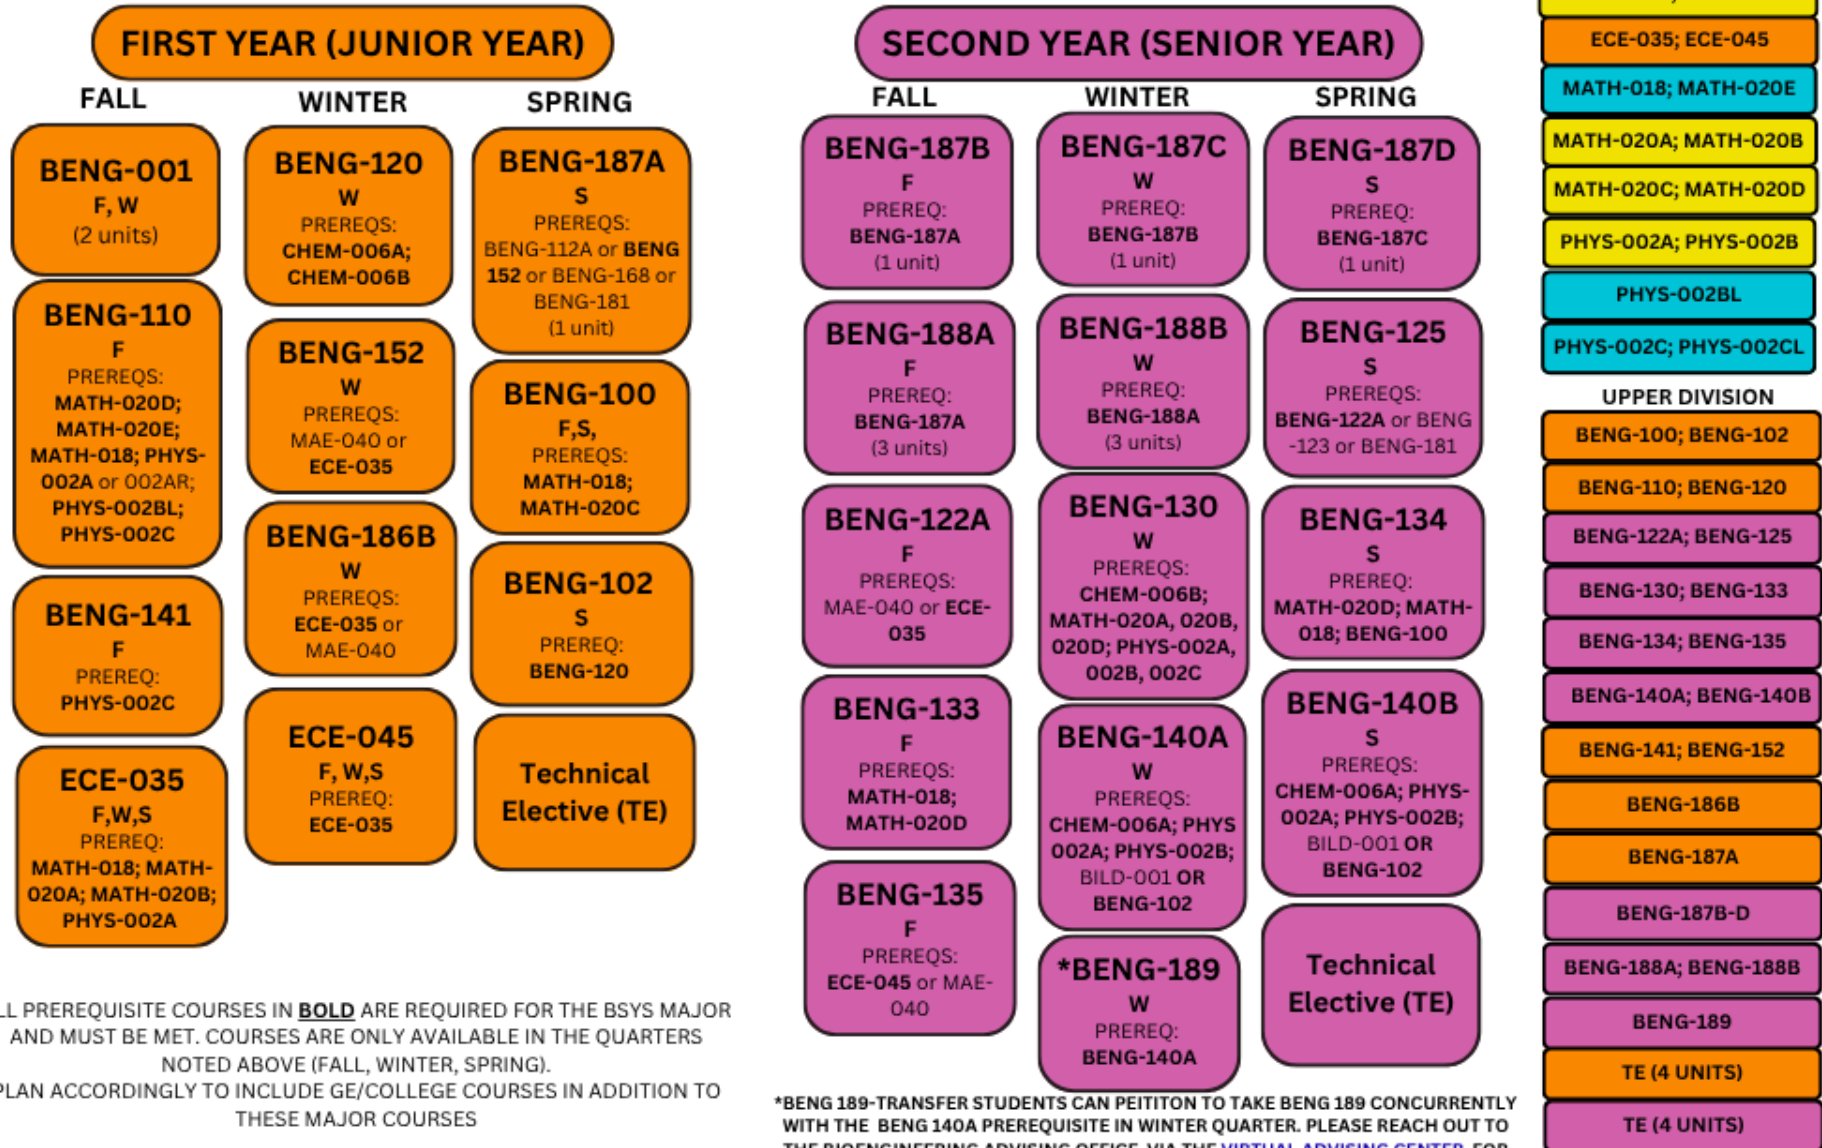 FIRST YEAR (JUNIOR YEAR)
FALL
WINTER
SPRING
BENG-001
F, W
(2 units)
BENG-110
F
PREREQS:
MATH-020D;
MATH-020E;
MATH-018; PHYS-
002A or 002AR;
PHYS-002BL;
PHYS-002C
BENG-141
F
PREREQ:
PHYS-002C
ECE-035
F,W,S
PREREQ:
MATH-018; MATH-
020A; MATH-020B;
PHYS-002A
BENG-120
W
PREREQS:
CHEM-006A;
CHEM-006B
BENG-152
W
PREREQS:
MAE-040 or
ECE-035
BENG-186B
W
PREREQS:
ECE-035 or
MAE-040
ECE-045
F, W,S
PREREQ:
ECE-035
BENG-187A
S
PREREQS:
BENG-112A or BENG
152 or BENG-168 or
BENG-181
(1 unit)
BENG-100
F,S,
PREREQS:
MATH-018;
MATH-020C
BENG-102
S
PREREQ:
BENG-120
Technical
Elective (TE)
LL PREREQUISITE COURSES IN BOLD ARE REQUIRED FOR THE BSYS MAJOR
AND MUST BE MET. COURSES ARE ONLY AVAILABLE IN THE QUARTERS
NOTED ABOVE (FALL, WINTER, SPRING).
PLAN ACCORDINGLY TO INCLUDE GE/COLLEGE COURSES IN ADDITION TO
THESE MAJOR COURSES
SECOND YEAR (SENIOR YEAR)
FALL
WINTER
SPRING
BENG-187B
F
PREREQ:
BENG-187A
(1 unit)
BENG-188A
F
PREREQ:
BENG-187A
(3 units)
BENG-122A
F
PREREQS:
MAE-040 or ECE-
035
BENG-133
F
PREREQS:
MATH-018;
MATH-020D
BENG-135
F
PREREQS:
ECE-045 or MAE-
040
BENG-187C
W
PREREQ:
BENG-187B
(1 unit)
BENG-188B
W
PREREQ:
BENG-188A
(3 units)
BENG-130
W
PREREQS:
CHEM-006B;
MATH-020A, 020B,
020D; PHYS-002A,
002B, 002C
BENG-140A
W
PREREQS:
CHEM-006A; PHYS
002A; PHYS-002B;
BILD-001 OR
BENG-102
*BENG-189
W
PREREQ:
BENG-140A
BENG-187D
S
PREREQ:
BENG-187C
(1 unit)
BENG-125
S
PREREQS:
BENG-122A or BENG
-123 or BENG-181
BENG-134
S
PREREQ:
MATH-020D; MATH-
018; BENG-100
BENG-140B
S
PREREQS:
CHEM-006A; PHYS-
002A; PHYS-002B;
BILD-001 OR
BENG-102
Technical
Elective (TE)
*BENG 189-TRANSFER STUDENTS CAN PEITITON TO TAKE BENG 189 CONCURRENTLY
WITH THE BENG 140A PREREQUISITE IN WINTER QUARTER. PLEASE REACH OUT TO
THE BIOENGINEERING ADVISING OFFICE VIA THE VIRTUAL ADVISING CENTER FOR
ECE-035; ECE-045
MATH-018; MATH-020E
MATH-020A; MATH-020B
MATH-020C; MATH-020D
PHYS-002A; PHYS-002B
PHYS-002BL
PHYS-002C; PHYS-002CL
UPPER DIVISION
BENG-100; BENG-102
BENG-110; BENG-120
BENG-122A; BENG-125
BENG-130; BENG-133
BENG-134; BENG-135
BENG-140A; BENG-140B
BENG-141; BENG-152
BENG-186B
BENG-187A
BENG-187B-D
BENG-188A; BENG-188B
BENG-189
TE (4 UNITS)
TE (4 UNITS)